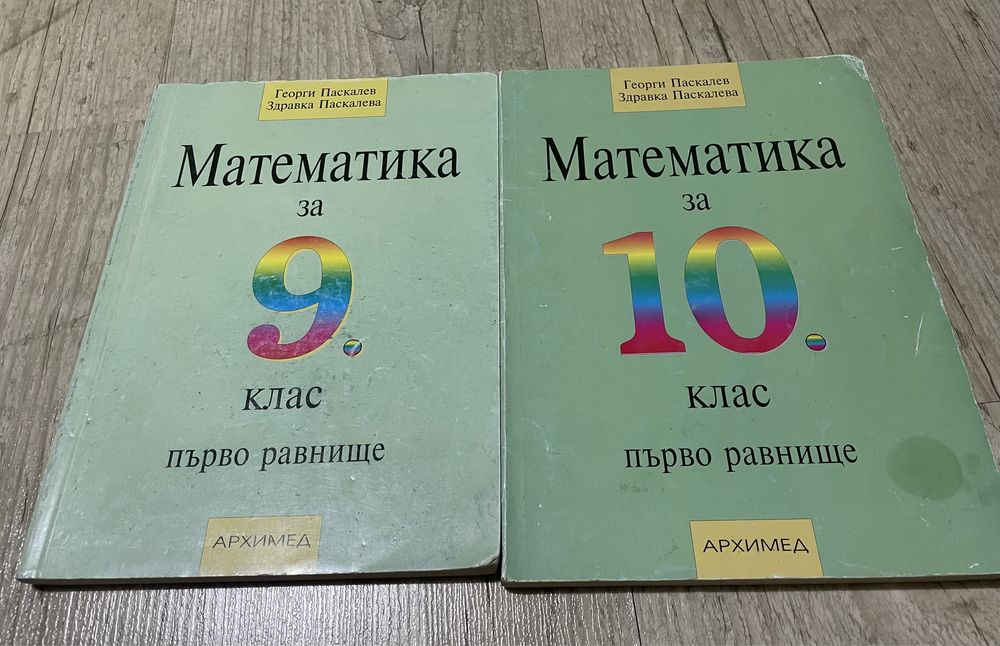 Георги Паскалев
Здравка Паскалева
Математика
за
9.
клас
първо равнище
АРХИМЕД
Георги Паскалев
Здравка Паскалева
Математика
за
10.
клас
първо равнище
АРХИМЕД